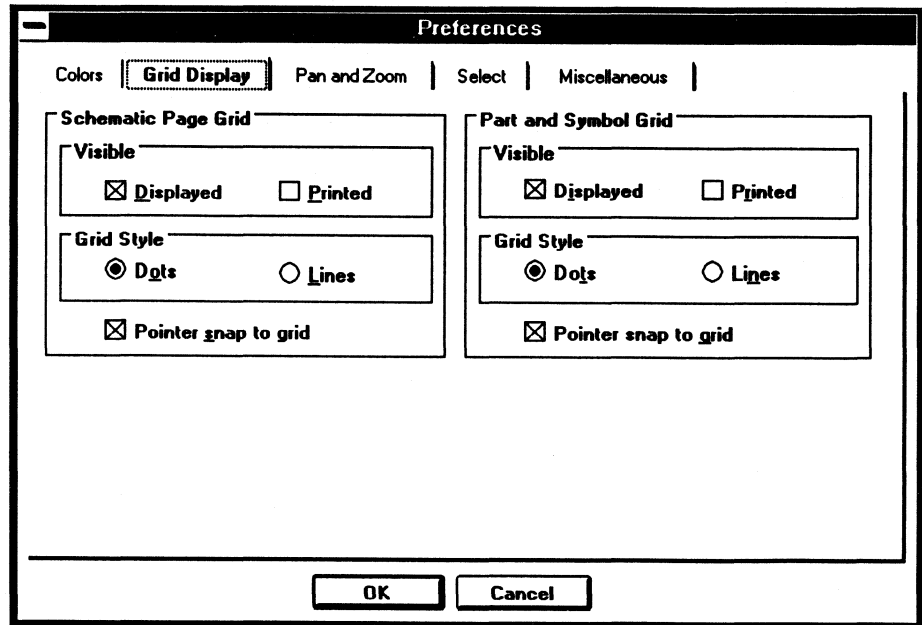 Preferences
Colors Grid Display Pan and Zoom Select Miscellaneous
Schematic Page Grid
Visible
Displayed Printed
Grid Style
Dots Lines
Pointer snap to grid
Part and Symbol Grid
Visible
Displayed Printed
Grid Style
Dots Lines
Pointer snap to grid
OK Cancel